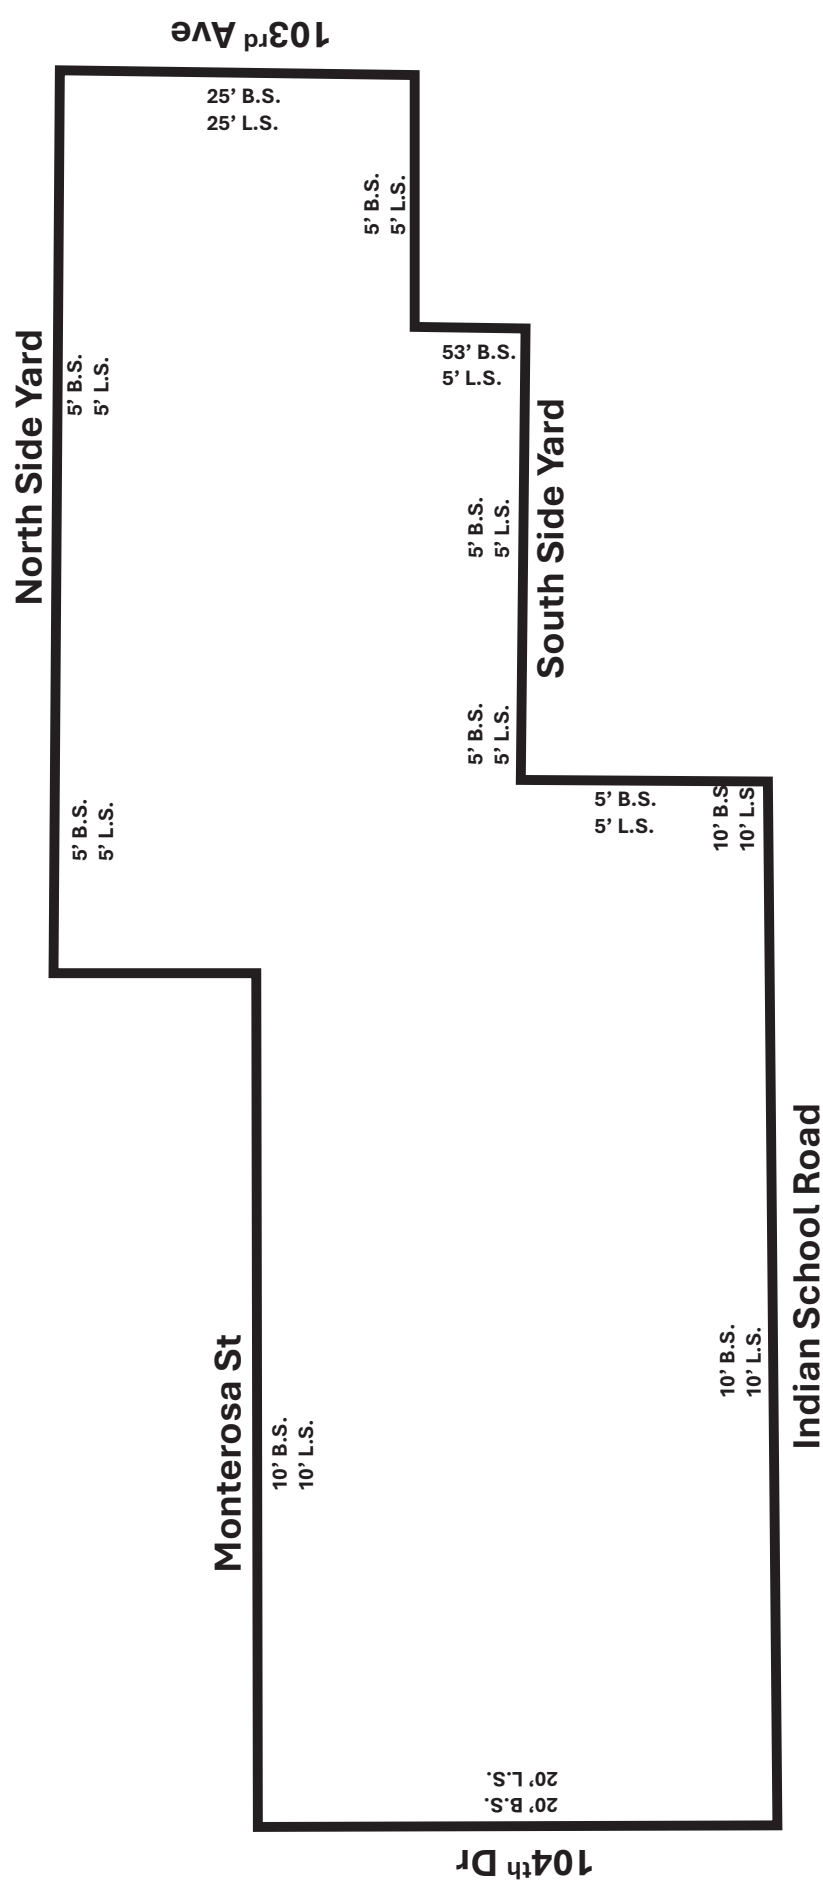 103rd Ave
25’ B.S.
25’ L.S.
5’ B.S.
5’ L.S.
North Side Yard
5’ B.S.
5’ L.S.
53’ B.S.
5’ L.S.
South Side Yard
5’ B.S.
5’ L.S.
5’ B.S.
5’ L.S.
5’ B.S.
5’ L.S.
10’ B.S
10’ L.S
5’ B.S.
5’ L.S.
Indian School Road
10’ B.S.
10’ L.S.
Monterosa St
10’ B.S.
10’ L.S.
20’ B.S.
20’ L.S.
104th Dr